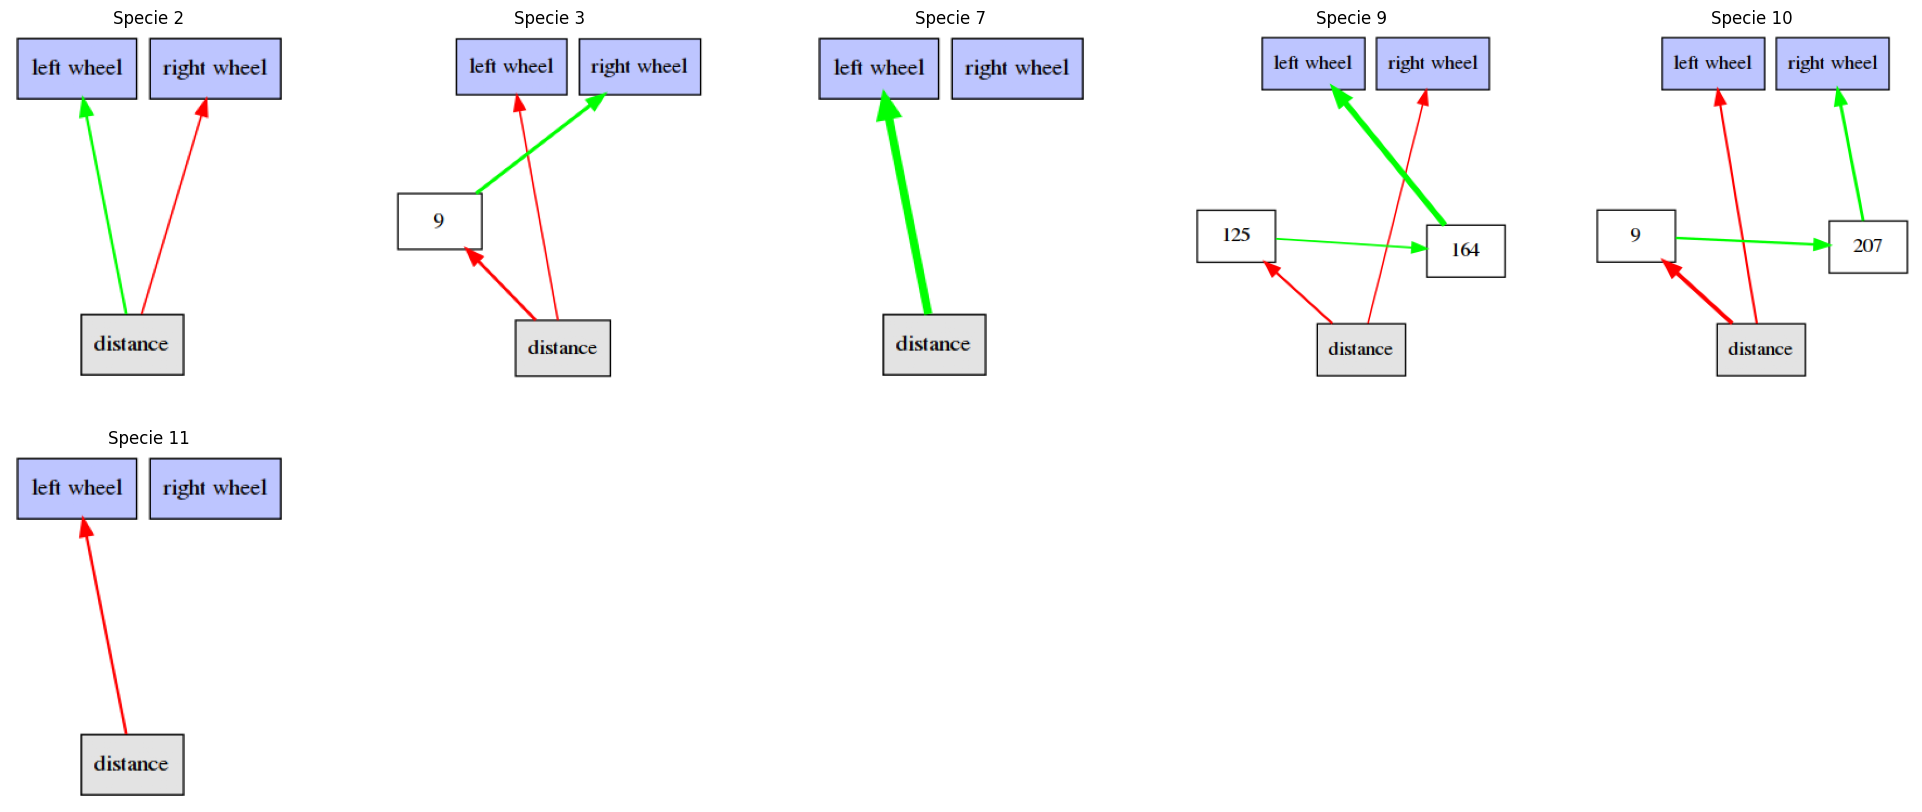 Specie 2
left wheel
right wheel
distance
Specie 3
left wheel
right wheel
9
distance
Specie 7
left wheel
right wheel
distance
Specie 9
left wheel
right wheel
125
164
distance
Specie 10
left wheel
right wheel
9
207
distance
Specie 11
left wheel
right wheel
distance